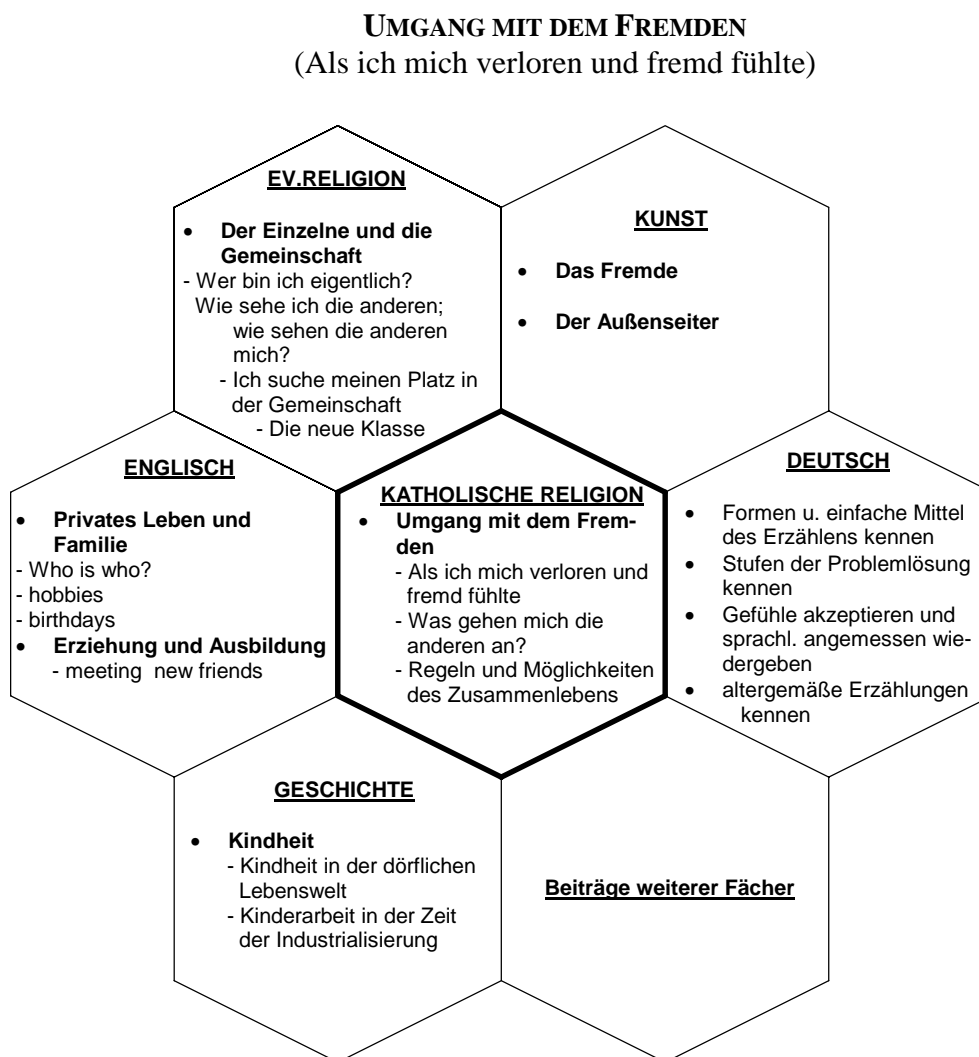 UMGANG MIT DEM FREMDEN
(Als ich mich verloren und fremd fühlte)
EV.RELIGION
• Der Einzelne und die
Gemeinschaft
- Wer bin ich eigentlich?
Wie sehe ich die anderen;
wie sehen die anderen
mich?
- Ich suche meinen Platz in
der Gemeinschaft
- Die neue Klasse
KUNST
• Das Fremde
• Der Außenseiter
ENGLISCH
• Privates Leben und
Familie
- Who is who?
- hobbies
- birthdays
• Erziehung und Ausbildung
- meeting new friends
KATHOLISCHE RELIGION
• Umgang mit dem Frem-
den
- Als ich mich verloren und
fremd fühlte
- Was gehen mich die
anderen an?
- Regeln und Möglichkeiten
des Zusammenlebens
DEUTSCH
• Formen u. einfache Mittel
des Erzählens kennen
• Stufen der Problemlösung
kennen
• Gefühle akzeptieren und
sprachl. angemessen wie-
dergeben
• altergemäße Erzählungen
kennen
GESCHICHTE
• Kindheit
- Kindheit in der dörflichen
Lebenswelt
- Kinderarbeit in der Zeit
der Industrialisierung
Beiträge weiterer Fächer